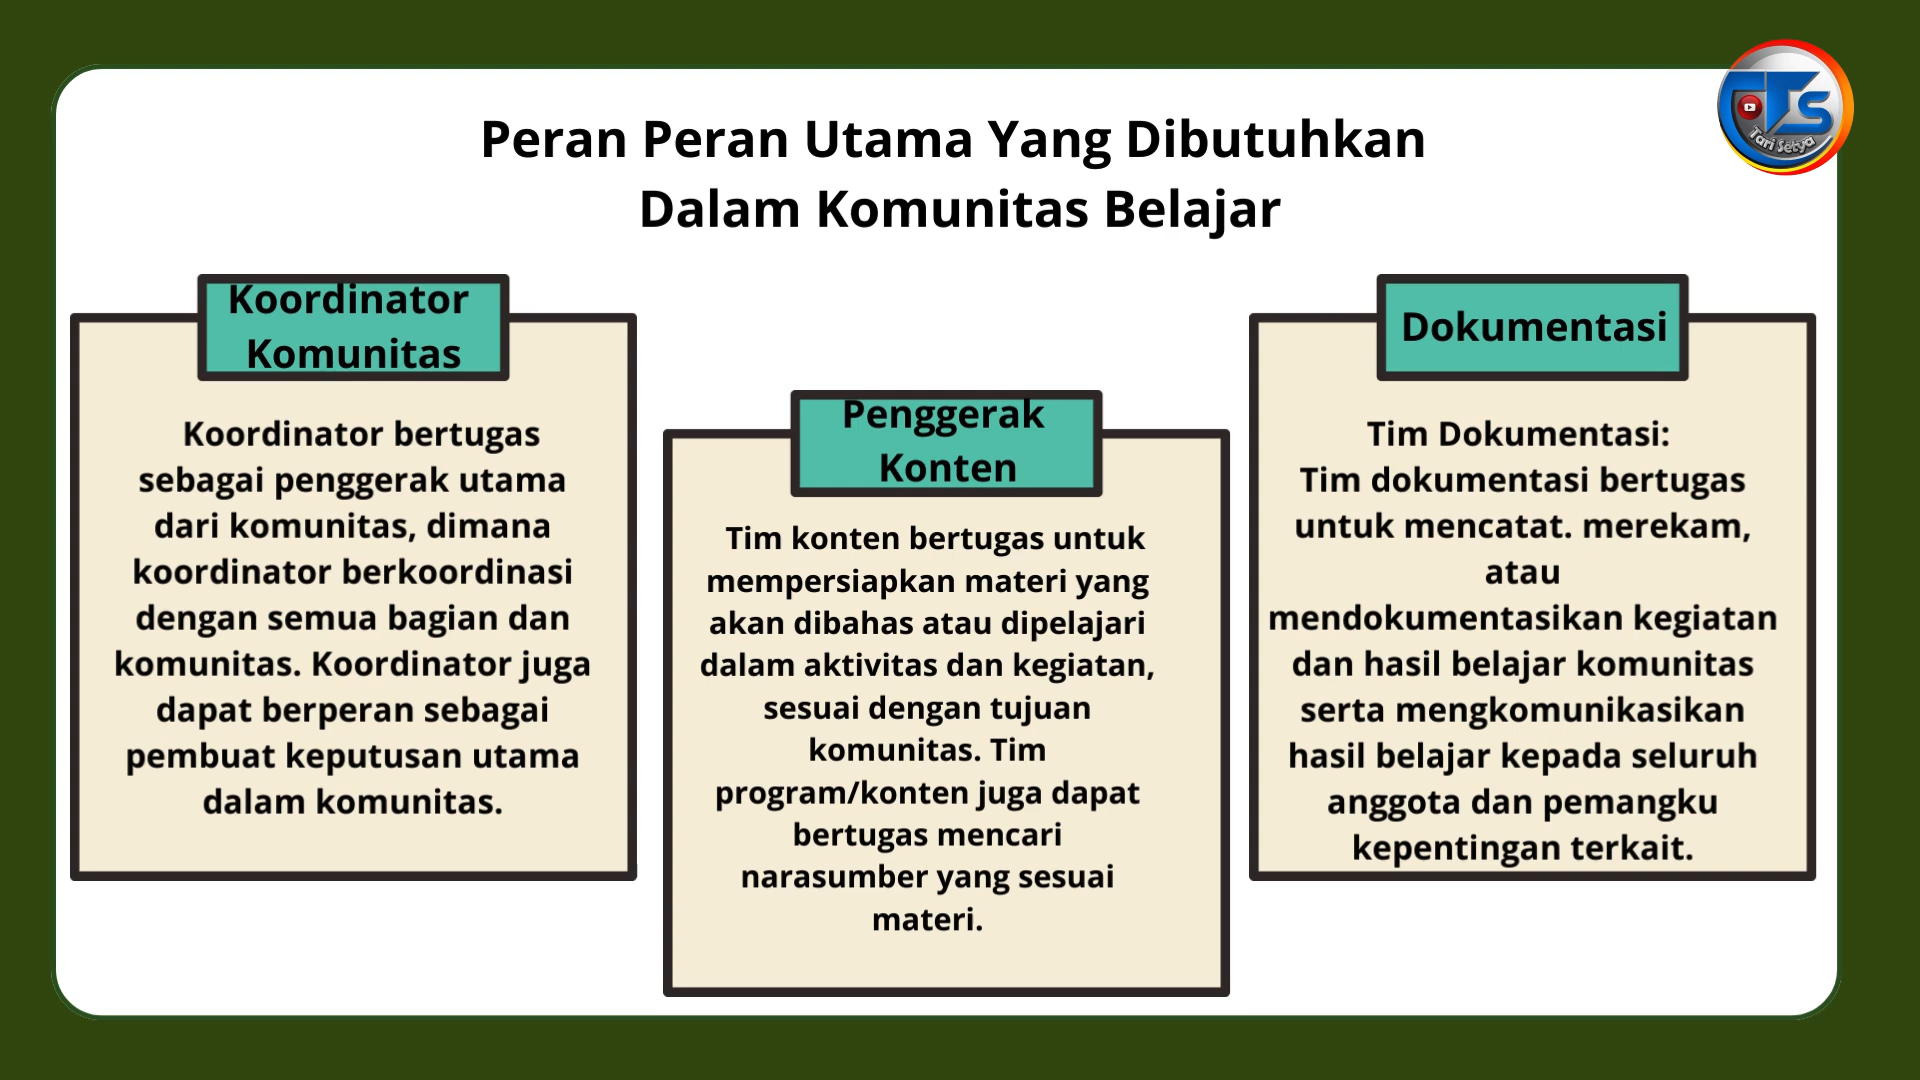 Peran Peran Utama Yang Dibutuhkan
Dalam Komunitas Belajar
TS
Tari Setya
Koordinator
Komunitas
Koordinator bertugas
sebagai penggerak utama
dari komunitas, dimana
koordinator berkoordinasi
dengan semua bagian dan
komunitas. Koordinator juga
dapat berperan sebagai
pembuat keputusan utama
dalam komunitas.
Penggerak
Konten
Tim konten bertugas untuk
mempersiapkan materi yang
akan dibahas atau dipelajari
dalam aktivitas dan kegiatan,
sesuai dengan tujuan
komunitas. Tim
program/konten juga dapat
bertugas mencari
narasumber yang sesuai
materi.
Dokumentasi
Tim Dokumentasi:
Tim dokumentasi bertugas
untuk mencatat. merekam,
atau
mendokumentasikan kegiatan
dan hasil belajar komunitas
serta mengkomunikasikan
hasil belajar kepada seluruh
anggota dan pemangku
kepentingan terkait.